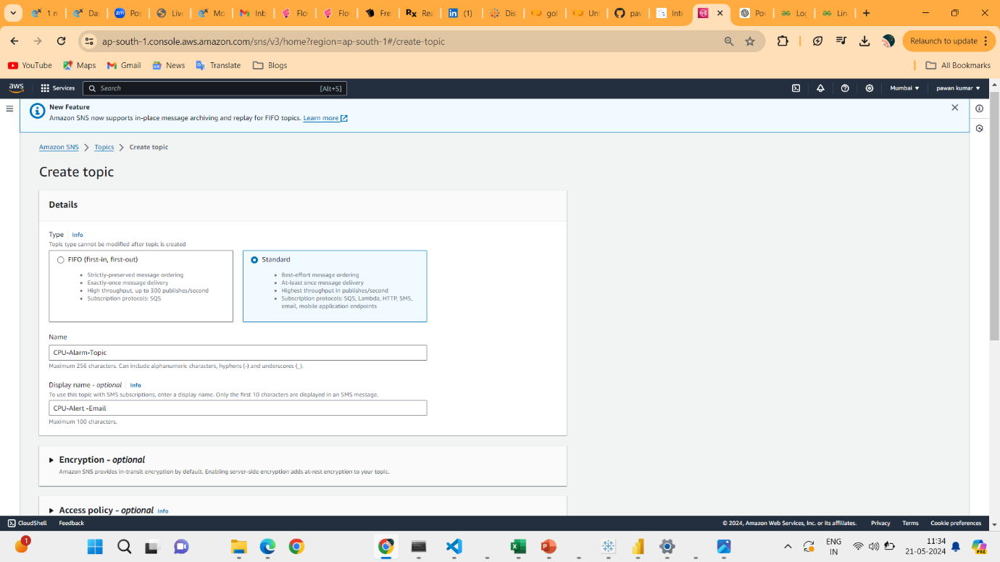 1 n
Da
zm Pos
Live
Mo
Inb
Flo
Flo
Fre
Rx Rea
(1)
Dis
gol
Unt
pav
Inte
Pov
Log
Lin
ap-south-1.console.aws.amazon.com/sns/v3/home?region=ap-south-1#/create-topic
Relaunch to update
YouTube
Maps
Gmail
News
Translate
Blogs
All Bookmarks
aws
Services
Search
[Alt+S]
Mumbai
pawan kumar
New Feature
Amazon SNS now supports in-place message archiving and replay for FIFO topics. Learn more
Amazon SNS
Topics
Create topic
Create topic
Details
Type Info
Topic type cannot be modified after topic is created
FIFO (first-in, first-out)
• Strictly-preserved message ordering
• Exactly-once message delivery
• High throughput, up to 300 publishes/second
• Subscription protocols: SQS
Standard
• Best-effort message ordering
• At-least once message delivery
• Highest throughput in publishes/second
• Subscription protocols: SQS, Lambda, HTTP, SMS,
email, mobile application endpoints
Name
CPU-Alarm-Topic
Maximum 256 characters. Can include alphanumeric characters, hyphens (-) and underscores (_).
Display name - optional Info
To use this topic with SMS subscriptions, enter a display name. Only the first 10 characters are displayed in an SMS message.
CPU-Alert -Email
Maximum 100 characters.
Encryption - optional
Amazon SNS provides in-transit encryption by default. Enabling server-side encryption adds at-rest encryption to your topic.
Access policy - optional Info
CloudShell
Feedback
© 2024, Amazon Web Services, Inc. or its affiliates.
Privacy
Terms
Cookie preferences
1
ENG
IN
11:34
21-05-2024
PRE